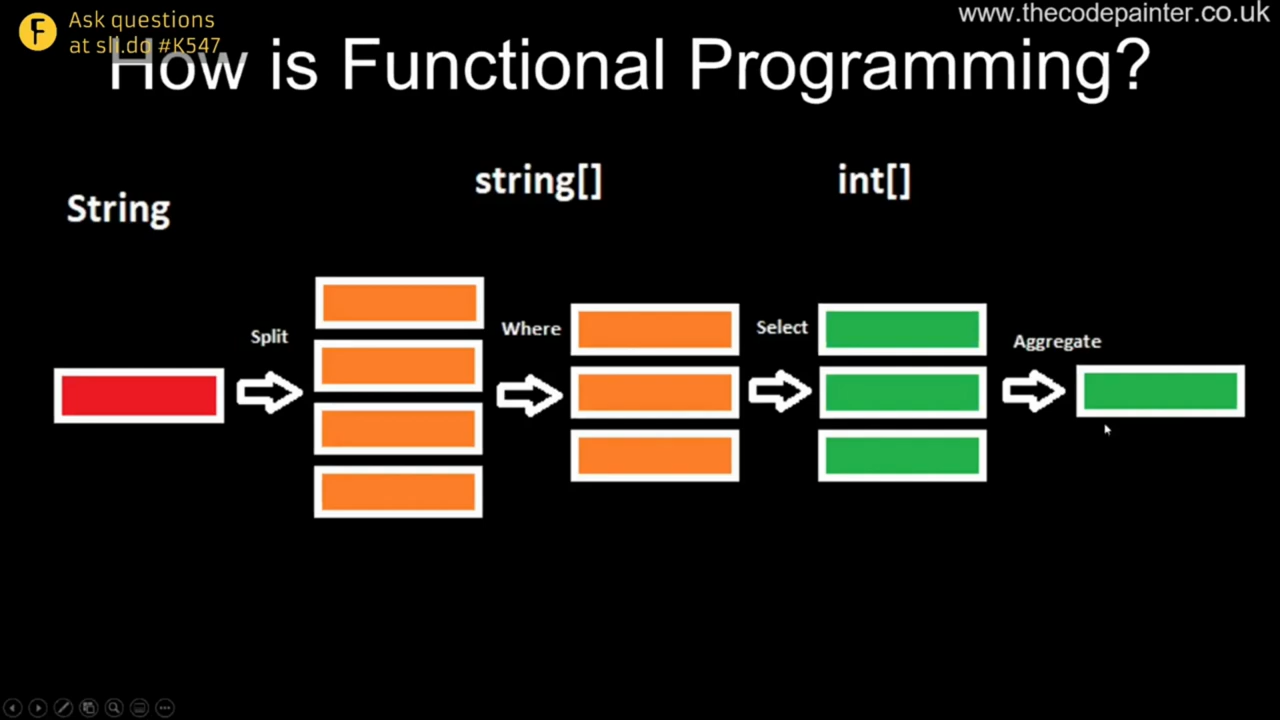 www.thecodepainter.co.uk
F
Ask questions
at sli.do #K547
How is Functional Programming?
string[]
int[]
String
Split
Where
Select
Aggregate